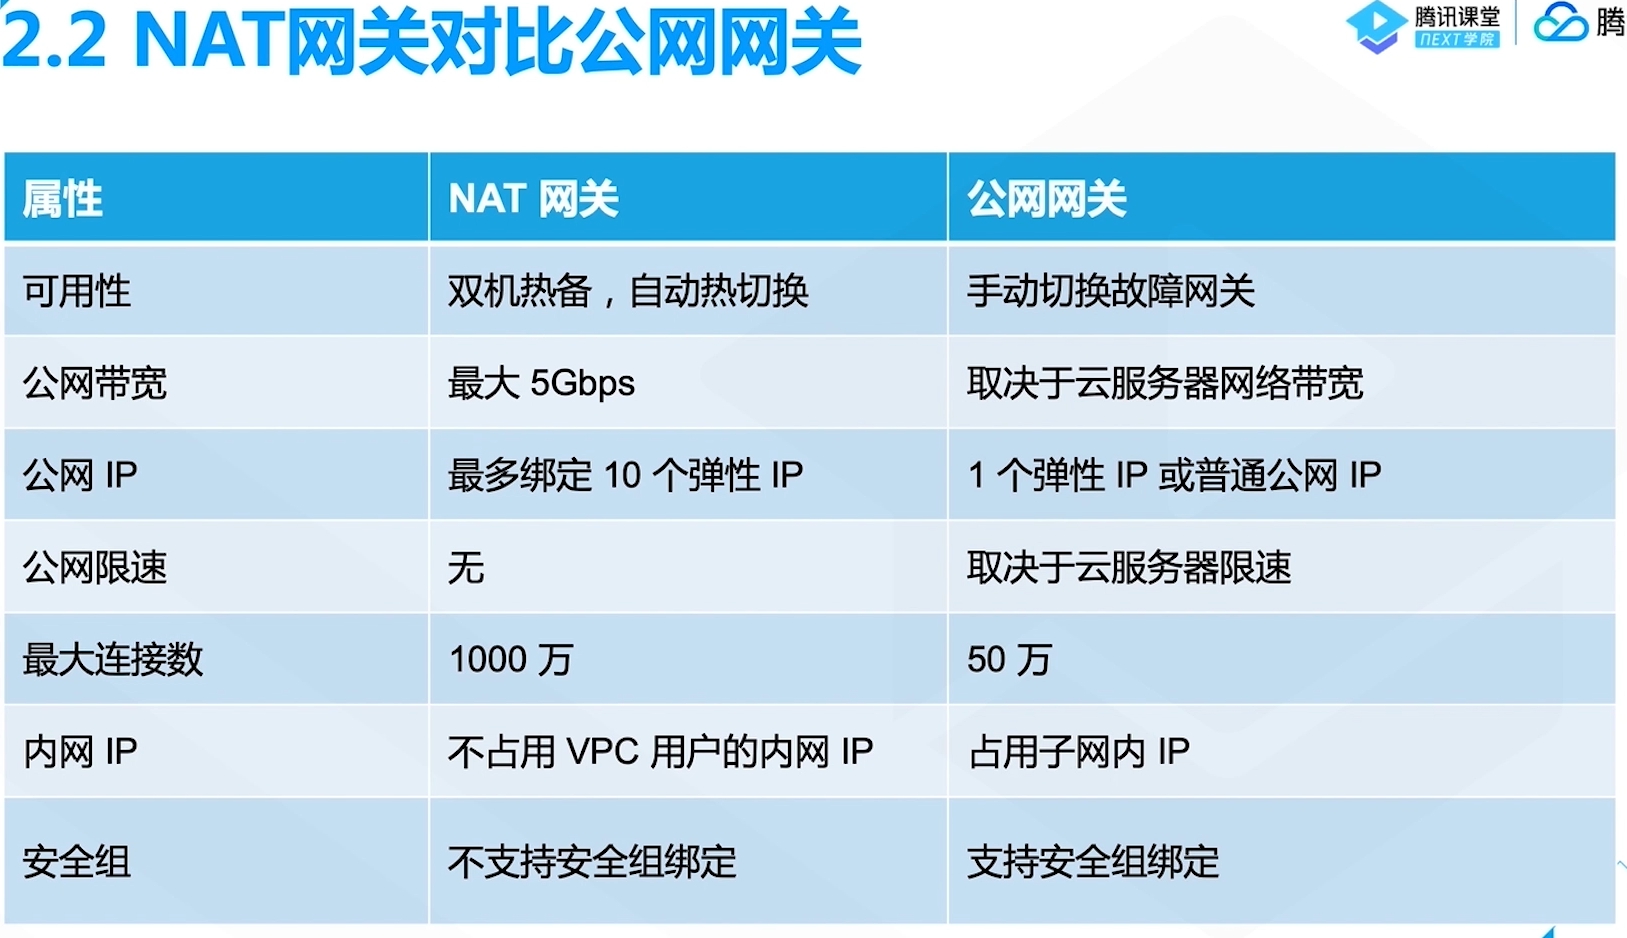 2.2 NAT网关对比公网网关
腾讯课堂
NEXT学院
腾
属性 NAT 网关 公网网关
可用性 双机热备，自动热切换 手动切换故障网关
公网带宽 最大 5Gbps 取决于云服务器网络带宽
公网 IP 最多绑定 10 个弹性 IP 1 个弹性 IP 或普通公网 IP
公网限速 无 取决于云服务器限速
最大连接数 1000 万 50 万
内网 IP 不占用 VPC 用户的内网 IP 占用子网内 IP
安全组 不支持安全组绑定 支持安全组绑定